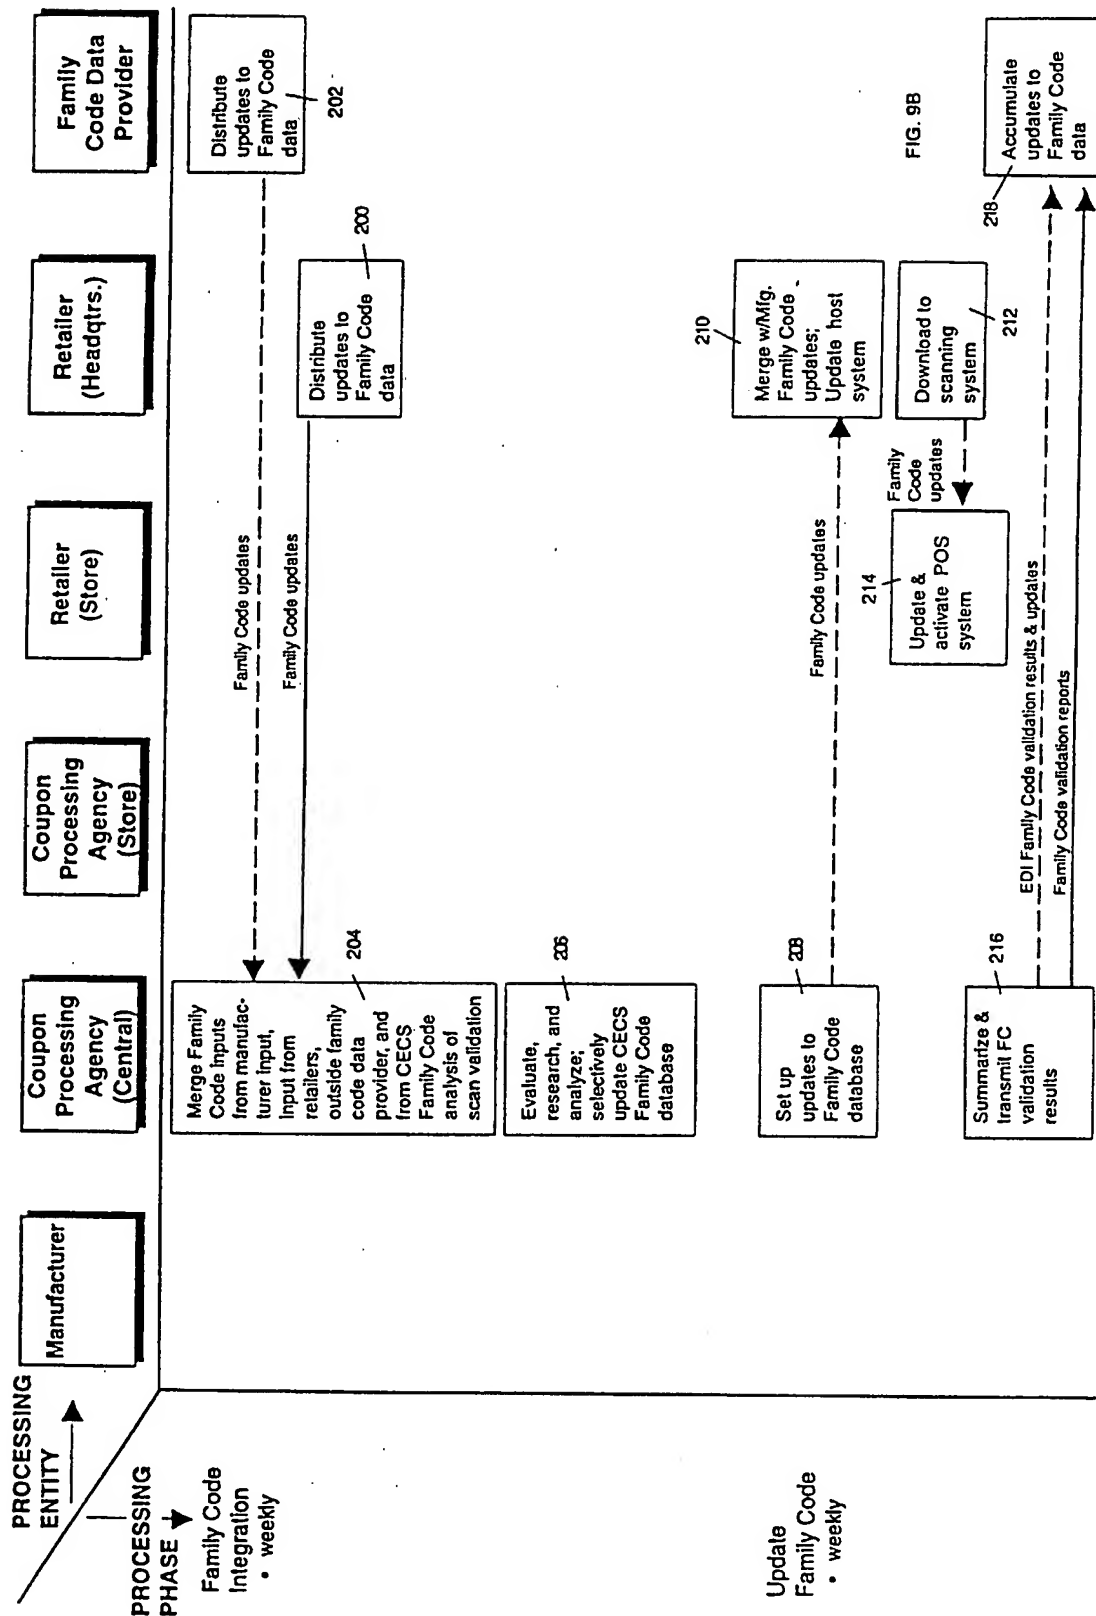 PROCESSING
ENTITY
PROCESSING
PHASE
Manufacturer
Coupon
Processing
Agency
(Central)
Coupon
Processing
Agency
(Store)
Retailer
(Store)
Retailer
(Headqtrs.)
Family
Code Data
Provider
Family Code
Integration
• weekly
Merge Family
Code inputs
from manufac-
turer input,
Input from
retailers,
outside family
code data
provider, and
from CECS
Family Code
analysis of
scan validation
204
Family Code updates
Family Code updates
Distribute
updates to
Family Code
data
200
Distribute
updates to
Family Code
data
202
Evaluate,
research, and
analyze;
selectively
update CECS
Family Code
database
206
Update
Family Code
• weekly
Set up
updates to
Family Code
database
208
Family Code updates
210
Merge w/Mfg.
Family Code
updates;
Update host
system
Download to
scanning
system
212
Family
Code
updates
214
Update &
activate POS
system
216
Summarize &
transmit FC
validation
results
EDI Family Code validation results & updates
Family Code validation reports
218
Accumulate
updates to
Family Code
data
FIG. 9B